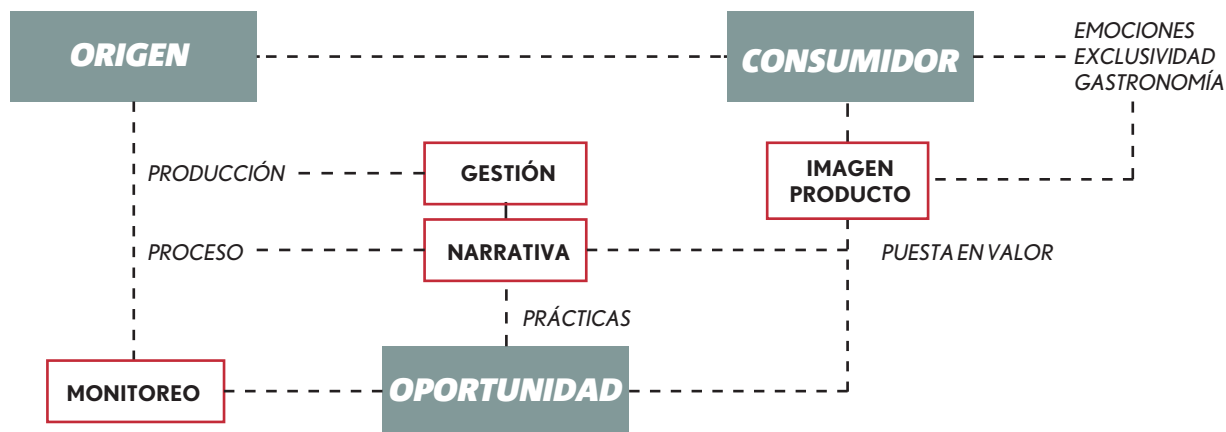 ORIGEN
CONSUMIDOR
EMOCIONES
EXCLUSIVIDAD
GASTRONOMÍA
PRODUCCIÓN
GESTIÓN
IMAGEN
PRODUCTO
PROCESO
NARRATIVA
PUESTA EN VALOR
PRÁCTICAS
MONITOREO
OPORTUNIDAD